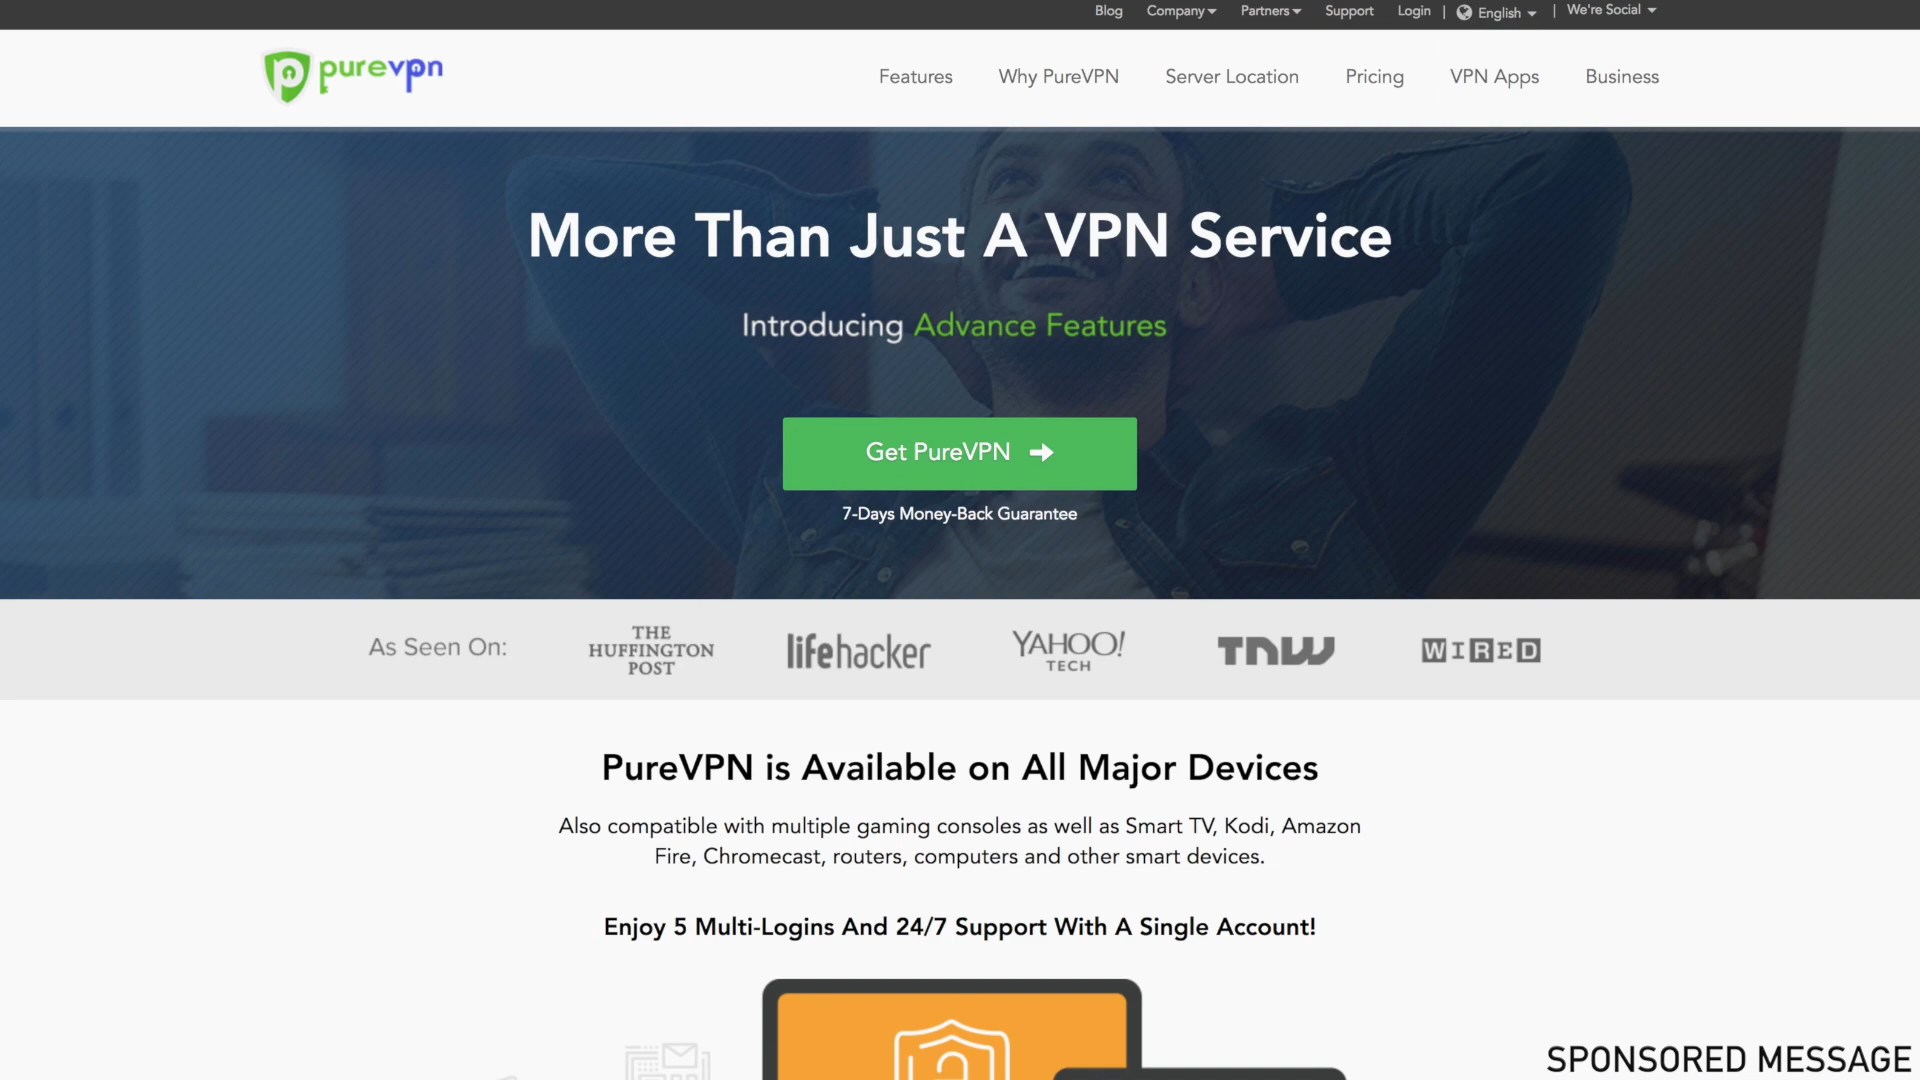 Blog Company Partners Support Login | English | We're Social
purevpn
Features Why PureVPN Server Location Pricing VPN Apps Business
More Than Just A VPN Service
Introducing Advance Features
Get PureVPN
7-Days Money-Back Guarantee
As Seen On:
THE
HUFFINGTON
POST
lifehacker
YAHOO!
TECH
TNW
WIRED
PureVPN is Available on All Major Devices
Also compatible with multiple gaming consoles as well as Smart TV, Kodi, Amazon
Fire, Chromecast, routers, computers and other smart devices.
Enjoy 5 Multi-Logins And 24/7 Support With A Single Account!
SPONSORED MESSAGE